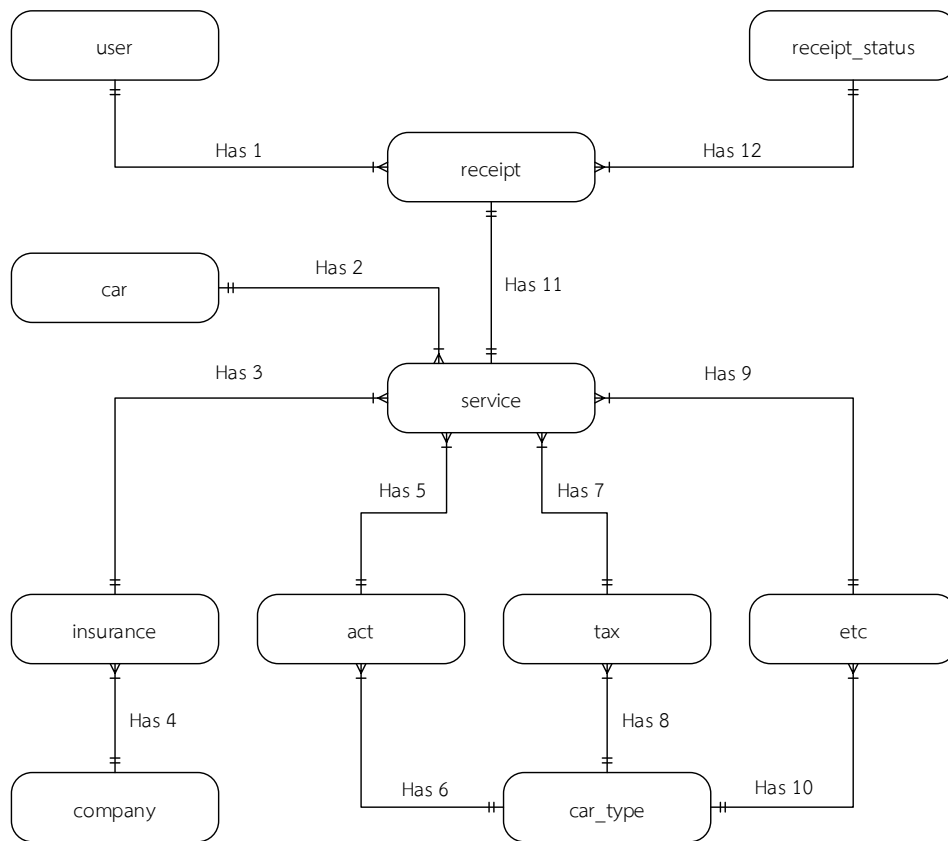 user
receipt_status
Has 1
receipt
Has 12
car
Has 2
Has 11
Has 3
service
Has 9
Has 5
Has 7
insurance
act
tax
etc
Has 4
Has 8
company
Has 6
car_type
Has 10